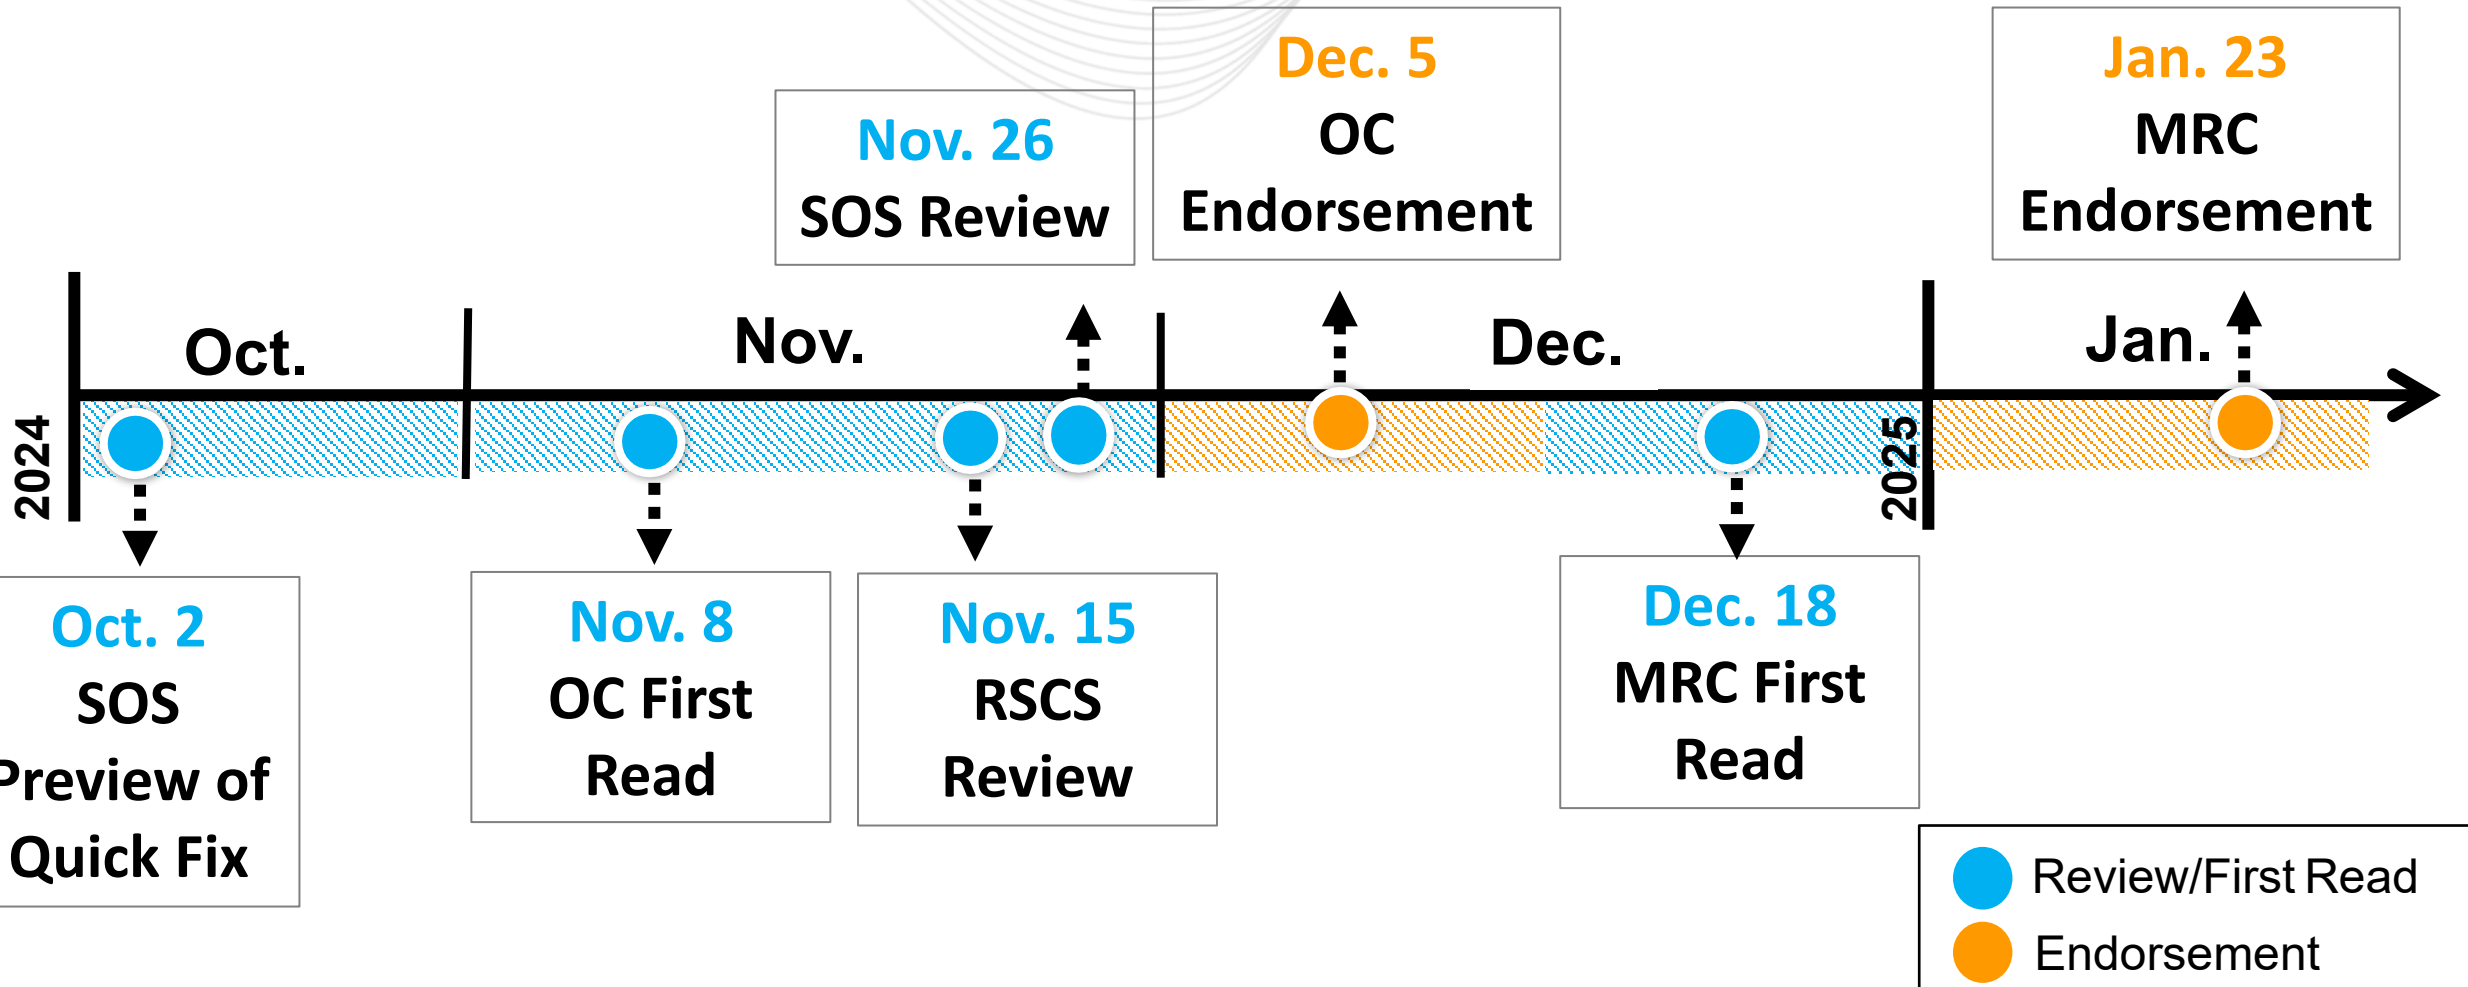 Dec. 5
OC
Endorsement
Jan. 23
MRC
Endorsement
Nov. 26
SOS Review
Oct.
Nov.
Dec.
Jan.
2024
2025
Oct. 2
SOS
Preview of
Quick Fix
Nov. 8
OC First
Read
Nov. 15
RSCS
Review
Dec. 18
MRC First
Read
Review/First Read
Endorsement